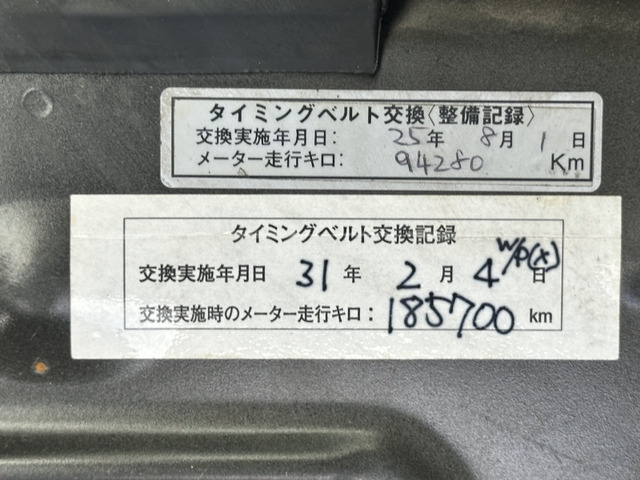 タイミングベルト交換〈整備記録〉
交換実施年月日: 25年 8月 1日
メーター走行キロ: 94280 Km
タイミングベルト交換記録
W/P(X)
交換実施年月日 31 年 2 月 4 日
交換実施時のメーター走行キロ: 185700 km